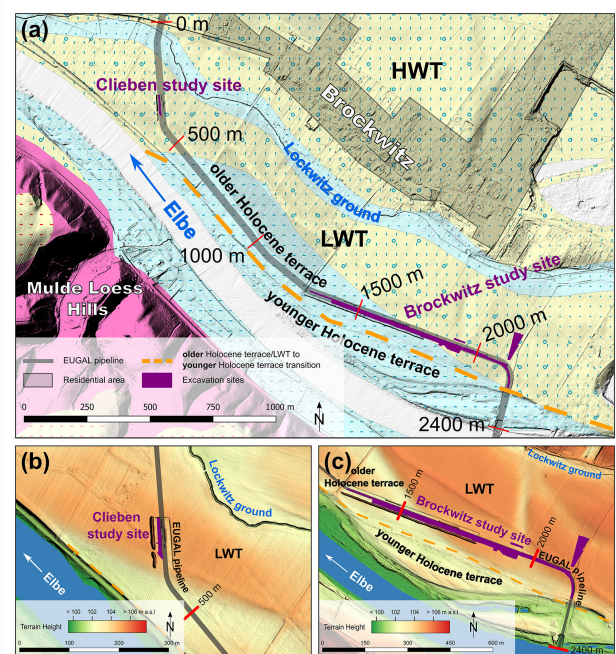 (a)
0 m
HWT
Clieben study site
Brockwitz
500 m
Lockwitz ground
older Holocene terrace
Elbe
LWT
1000 m
1500 m
Brockwitz study site
Mulde Loess
Hills
2000 m
younger Holocene terrace
EUGAL pipeline
older Holocene terrace/LWT to
younger Holocene terrace transition
Residential area
Excavation sites
0 250 500 750 1000 m
N
2400 m
(b)
Lockwitz ground
Clieben
study site
EUGAL pipeline
LWT
Elbe
500 m
< 100 102 104 > 106 m a.s.l
Terrain Height
N
0 100 200 300 m
(c)
older
Holocene terrace
1500 m
LWT
Lockwitz ground
Brockwitz study site
2000 m
EUGAL pipeline
younger Holocene terrace
Elbe
< 100 102 104 > 106 m a.s.l
Terrain Height
N
0 150 300 450 600 m
2400 m